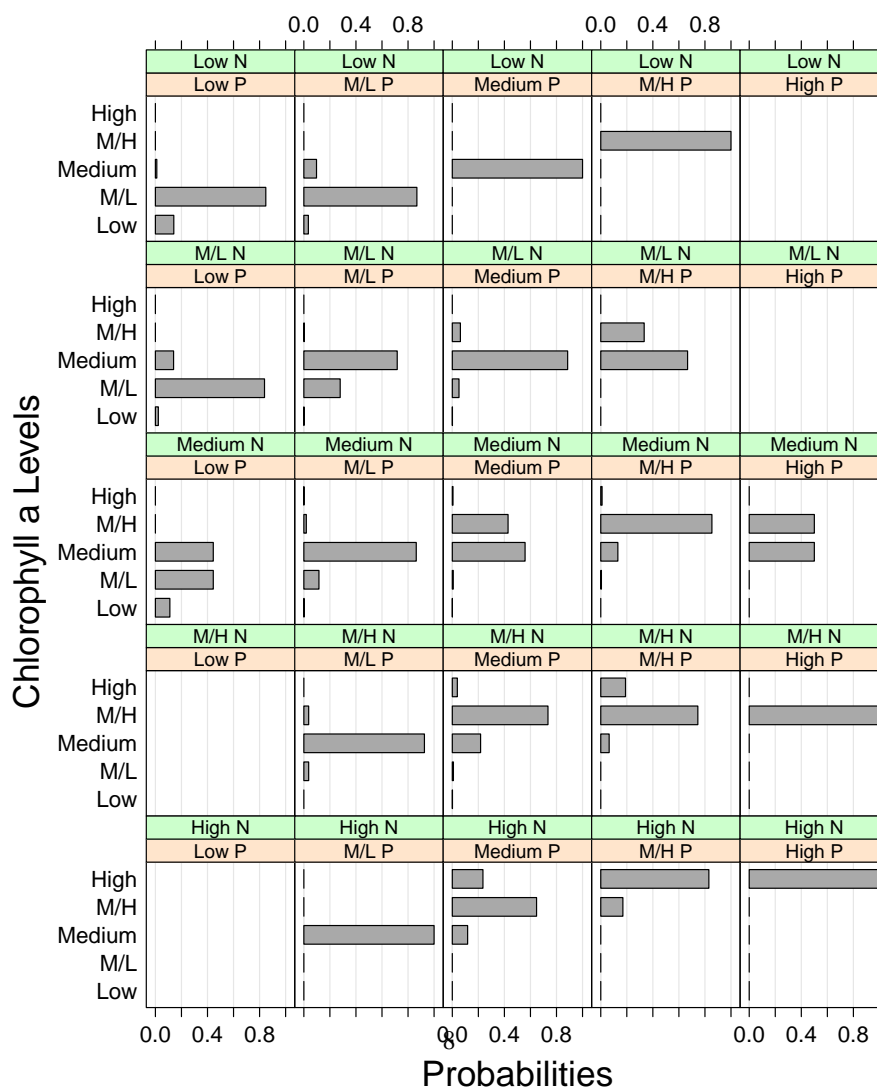 0.0 0.4 0.8 0.0 0.4 0.8
Low N Low N Low N Low N Low N
Low P M/L P Medium P M/H P High P
High
M/H
Medium
M/L
Low
M/L N M/L N M/L N M/L N M/L N
Low P M/L P Medium P M/H P High P
High
M/H
Medium
M/L
Low
Medium N Medium N Medium N Medium N Medium N
Low P M/L P Medium P M/H P High P
High
M/H
Medium
M/L
Low
M/H N M/H N M/H N M/H N M/H N
Low P M/L P Medium P M/H P High P
High
M/H
Medium
M/L
Low
High N High N High N High N High N
Low P M/L P Medium P M/H P High P
High
M/H
Medium
M/L
Low
0.0 0.4 0.8 0.0 0.4 0.8 0.0 0.4 0.8
8
Probabilities
Chlorophyll a Levels